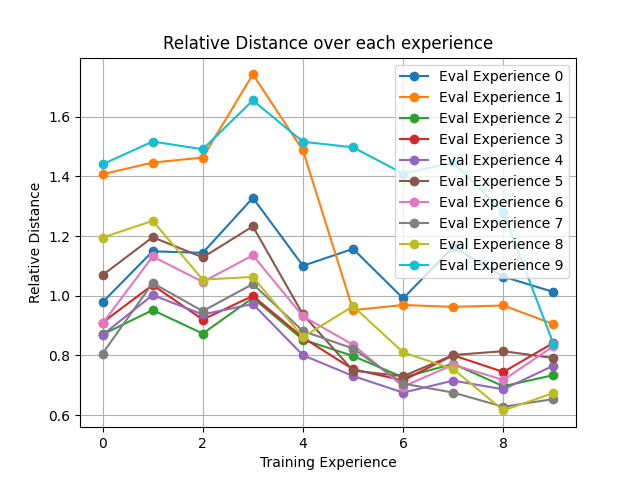 Relative Distance over each experience
Eval Experience 0
Eval Experience 1
Eval Experience 2
Eval Experience 3
Eval Experience 4
Eval Experience 5
Eval Experience 6
Eval Experience 7
Eval Experience 8
Eval Experience 9
Relative Distance
1.6
1.4
1.2
1.0
0.8
0.6
0 2 4 6 8
Training Experience